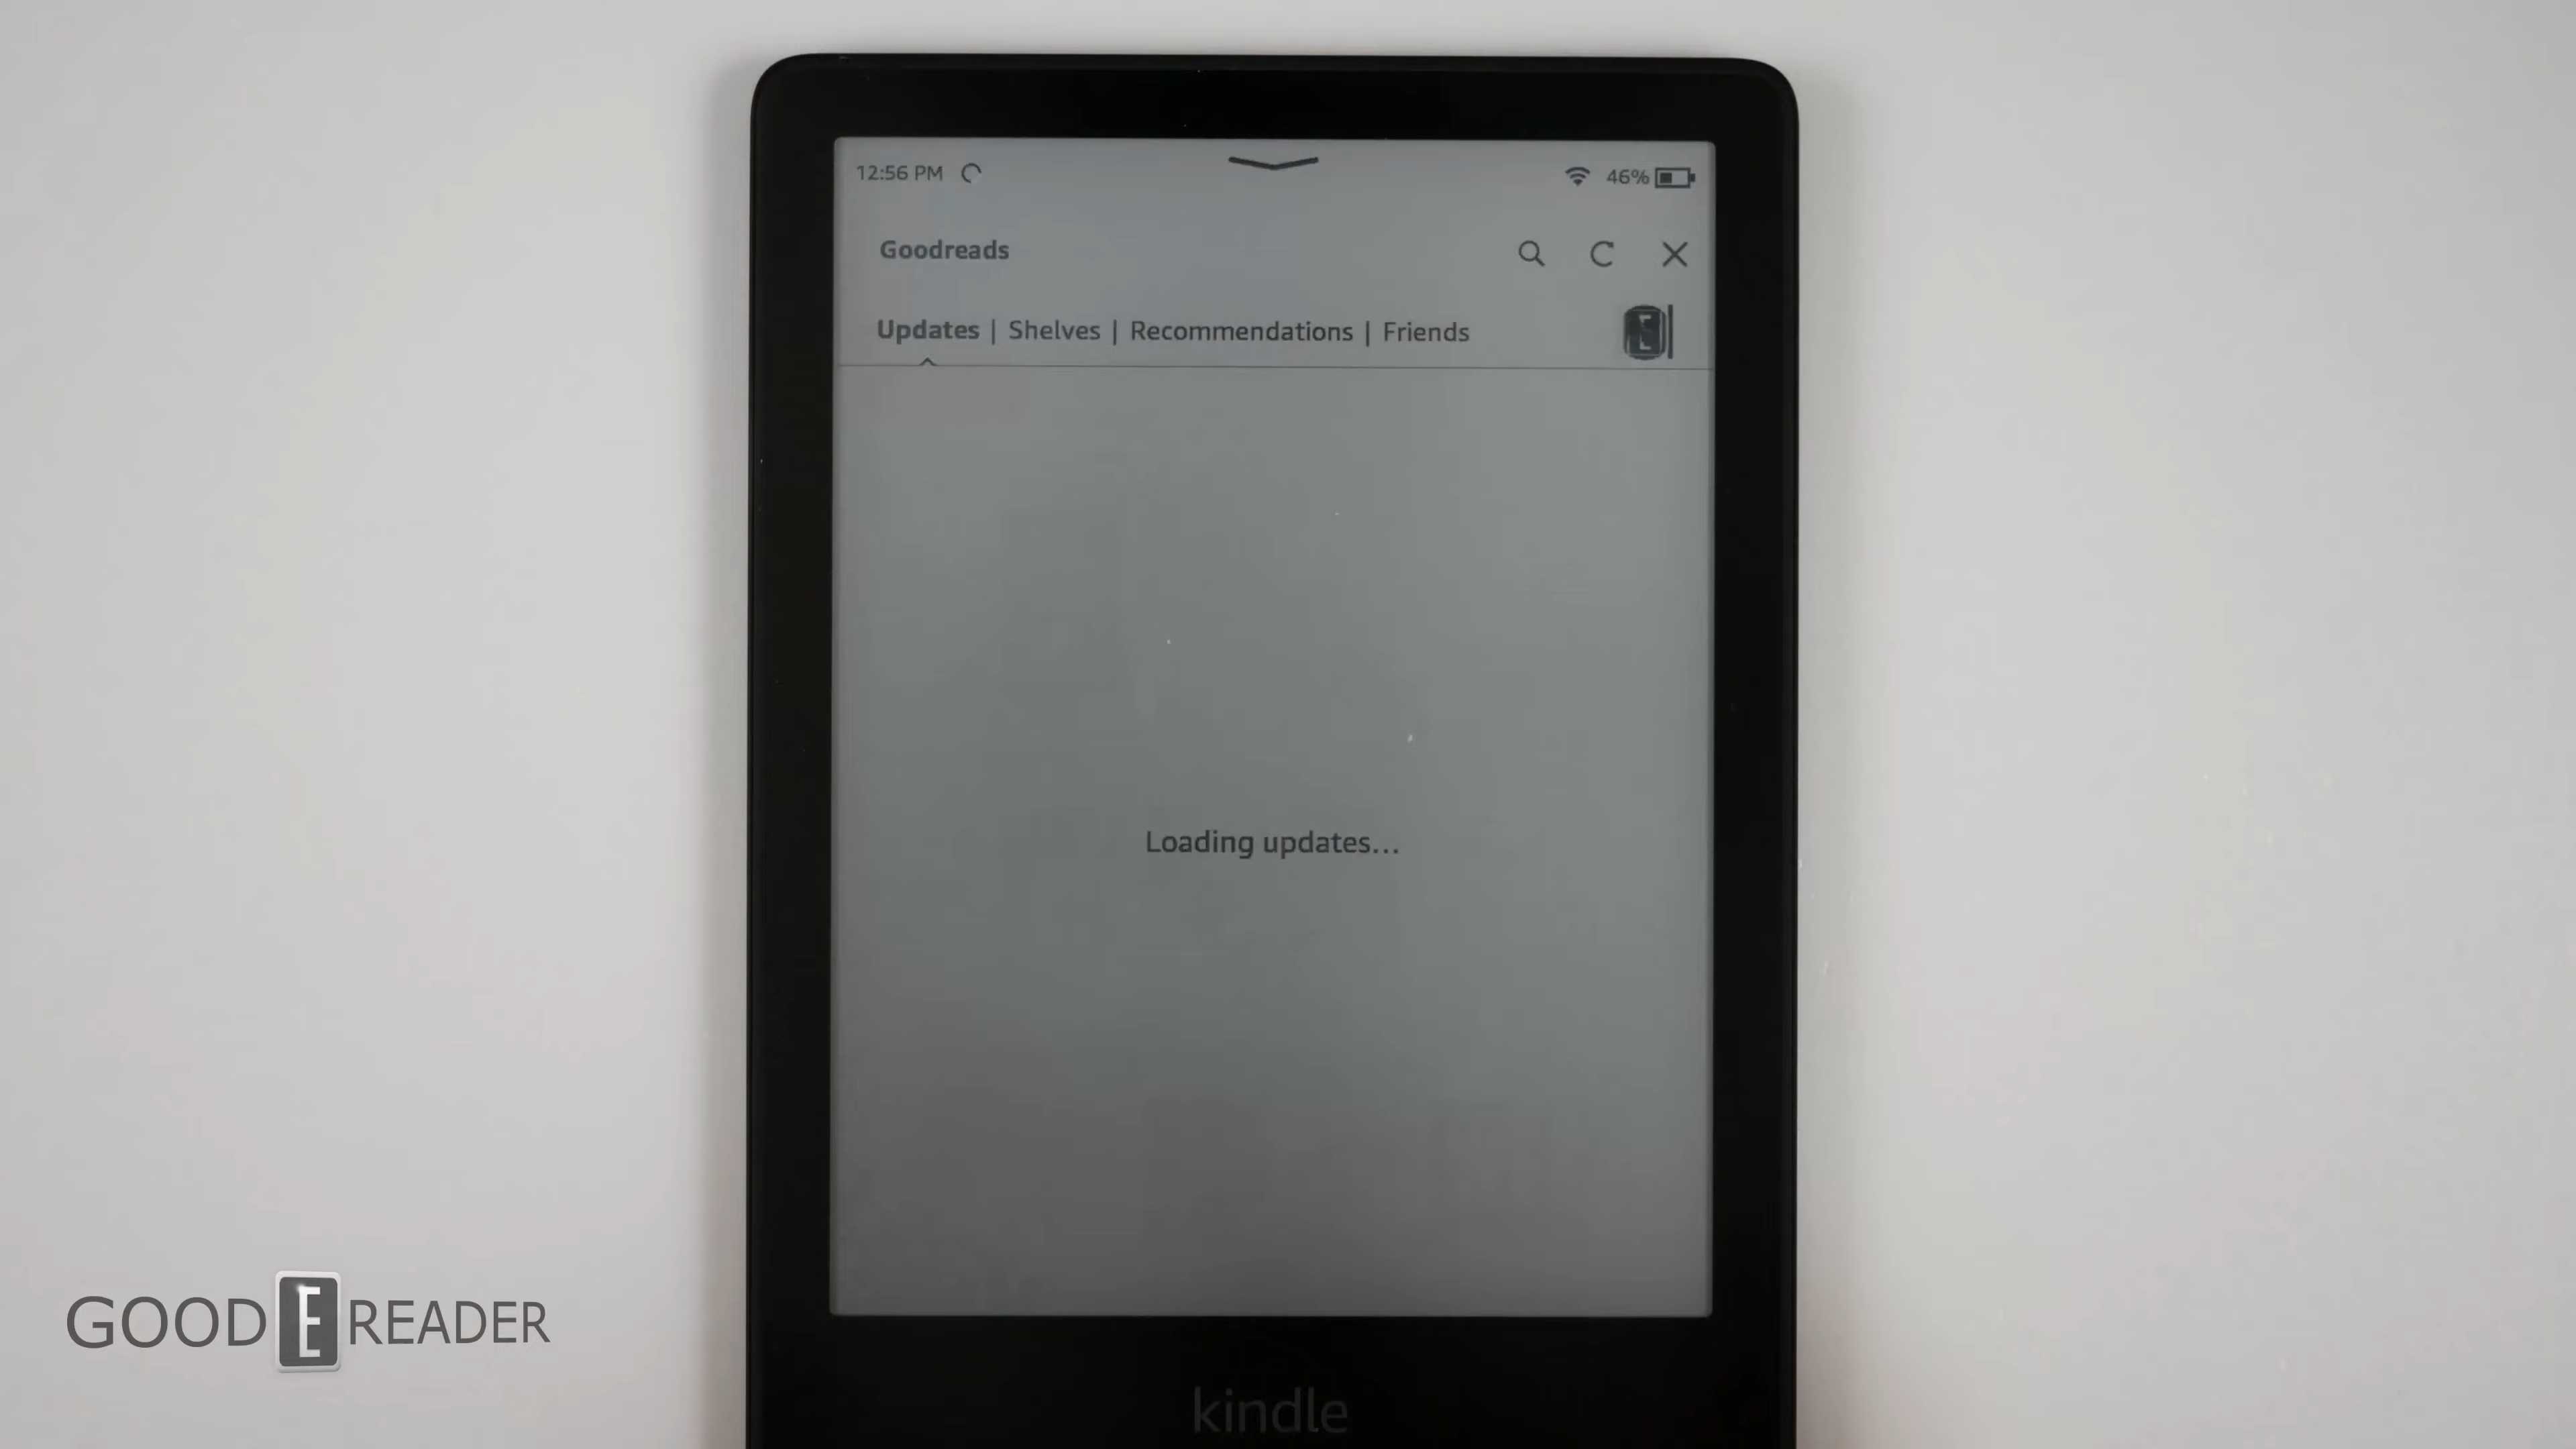 12:56 PM 46%
Goodreads
Updates | Shelves | Recommendations | Friends
E
Loading updates...
GOOD E READER
kindle